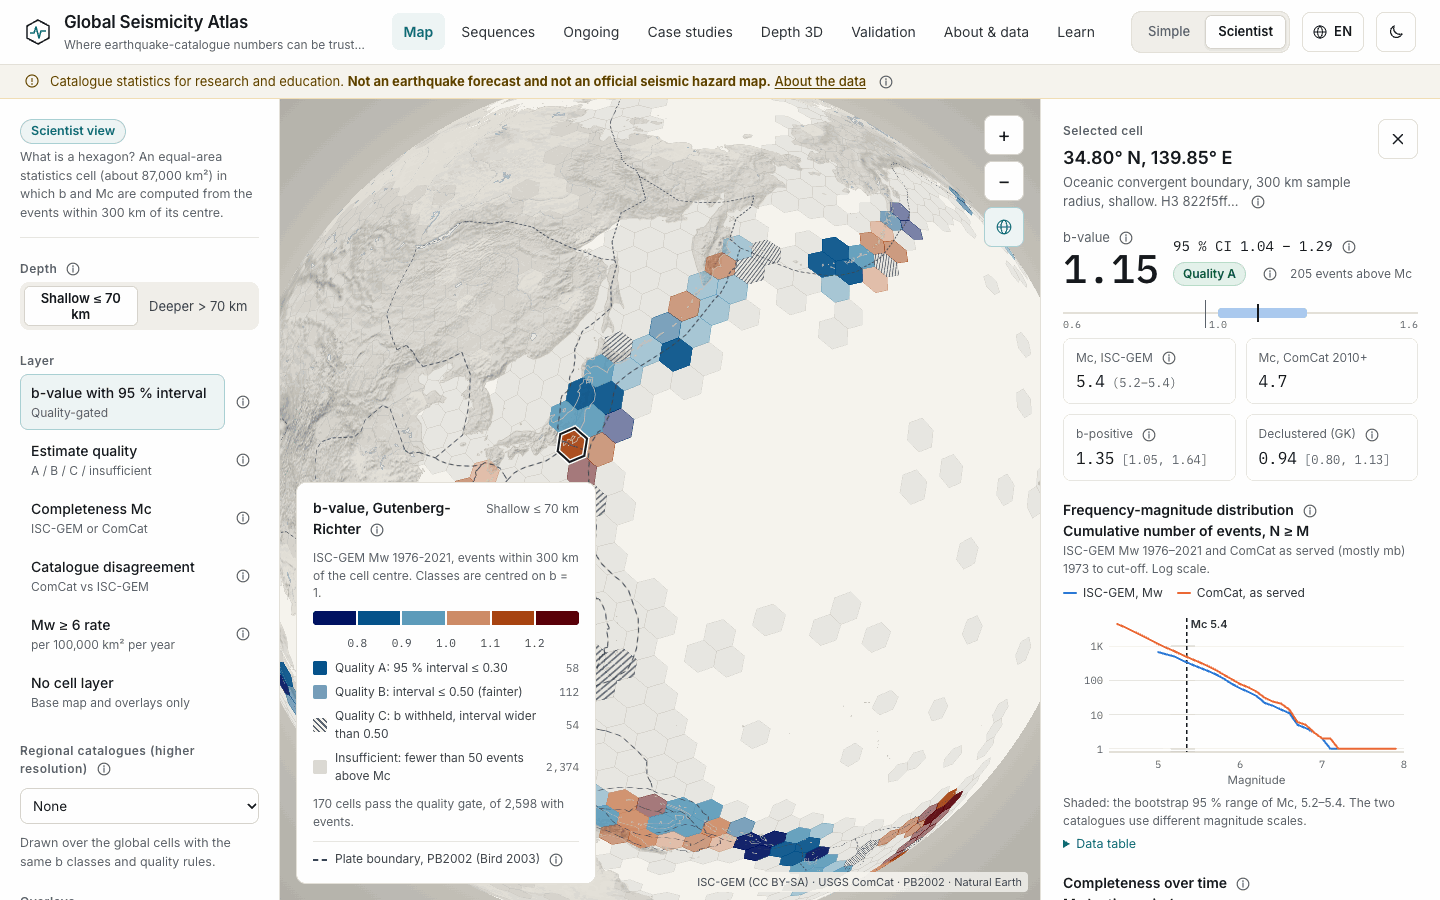 Global Seismicity Atlas
Where earthquake-catalogue numbers can be trust...
Map
Sequences
Ongoing
Case studies
Depth 3D
Validation
About & data
Learn
Simple
Scientist
EN
Catalogue statistics for research and education. Not an earthquake forecast and not an official seismic hazard map. About the data
Scientist view
What is a hexagon? An equal-area
statistics cell (about 87,000 km²) in
which b and Mc are computed from the
events within 300 km of its centre.
Depth
Shallow ≤ 70
km
Deeper > 70 km
Layer
b-value with 95 % interval
Quality-gated
Estimate quality
A / B / C / insufficient
Completeness Mc
ISC-GEM or ComCat
Catalogue disagreement
ComCat vs ISC-GEM
Mw ≥ 6 rate
per 100,000 km² per year
No cell layer
Base map and overlays only
Regional catalogues (higher
resolution)
None
Drawn over the global cells with the
same b classes and quality rules.
+
−
b-value, Gutenberg-
Richter
Shallow ≤ 70 km
ISC-GEM Mw 1976-2021, events within 300 km
of the cell centre. Classes are centred on b =
1.
0.8 0.9 1.0 1.1 1.2
Quality A: 95 % interval ≤ 0.30 58
Quality B: interval ≤ 0.50 (fainter) 112
Quality C: b withheld, interval wider
than 0.50
54
Insufficient: fewer than 50 events
above Mc
2,374
170 cells pass the quality gate, of 2,598 with
events.
Plate boundary, PB2002 (Bird 2003)
ISC-GEM (CC BY-SA) · USGS ComCat · PB2002 · Natural Earth
Selected cell
34.80° N, 139.85° E
Oceanic convergent boundary, 300 km sample
radius, shallow. H3 822f5ff...
b-value
1.15
95 % CI 1.04 – 1.29
Quality A
205 events above Mc
0.6 1.0 1.6
Mc, ISC-GEM
5.4 (5.2–5.4)
Mc, ComCat 2010+
4.7
b-positive
1.35 [1.05, 1.64]
Declustered (GK)
0.94 [0.80, 1.13]
Frequency-magnitude distribution
Cumulative number of events, N ≥ M
ISC-GEM Mw 1976–2021 and ComCat as served (mostly mb)
1973 to cut-off. Log scale.
ISC-GEM, Mw
ComCat, as served
Mc 5.4
1K
100
10
1
5 6 7 8
Magnitude
Shaded: the bootstrap 95 % range of Mc, 5.2–5.4. The two
catalogues use different magnitude scales.
Data table
Completeness over time